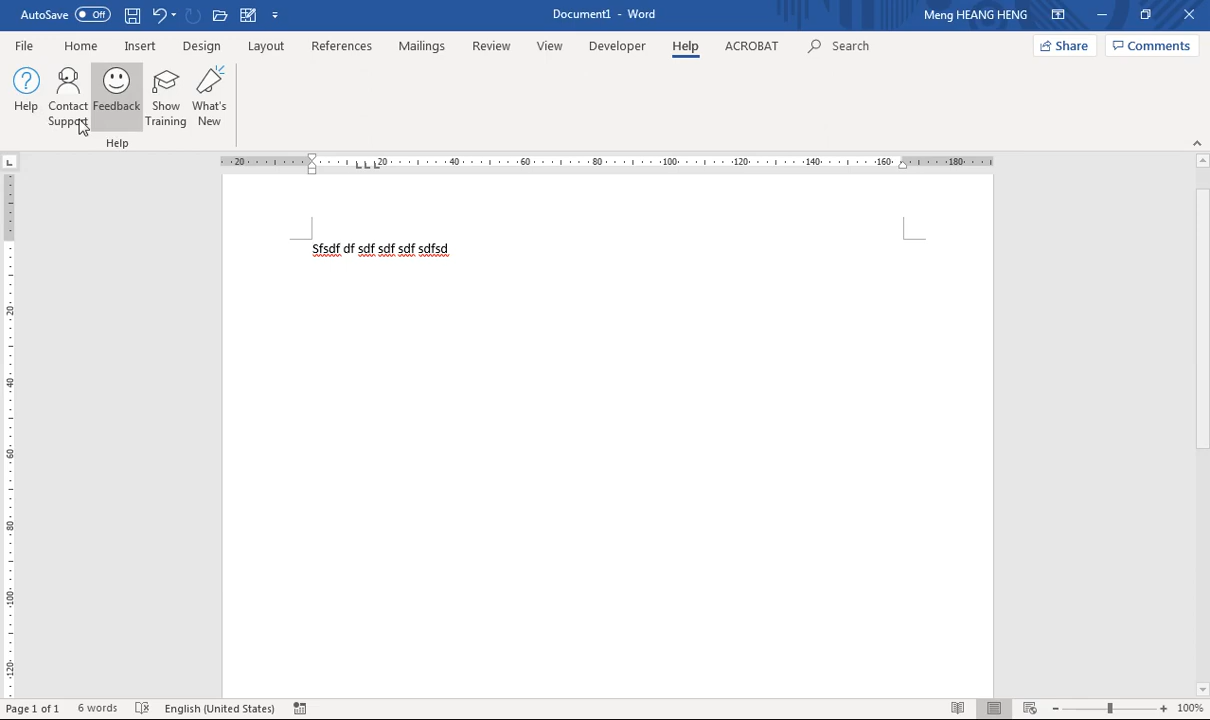 AutoSave Off Document1 - Word Meng HEANG HENG
File Home Insert Design Layout References Mailings Review View Developer Help ACROBAT Search Share Comments
Help Contact Support Feedback Show Training What's New
Help
20 20 40 60 80 100 120 140 160 180
Sfsdf df sdf sdf sdf sdfsd
20
40
60
80
100
120
Page 1 of 1 6 words English (United States) 100%